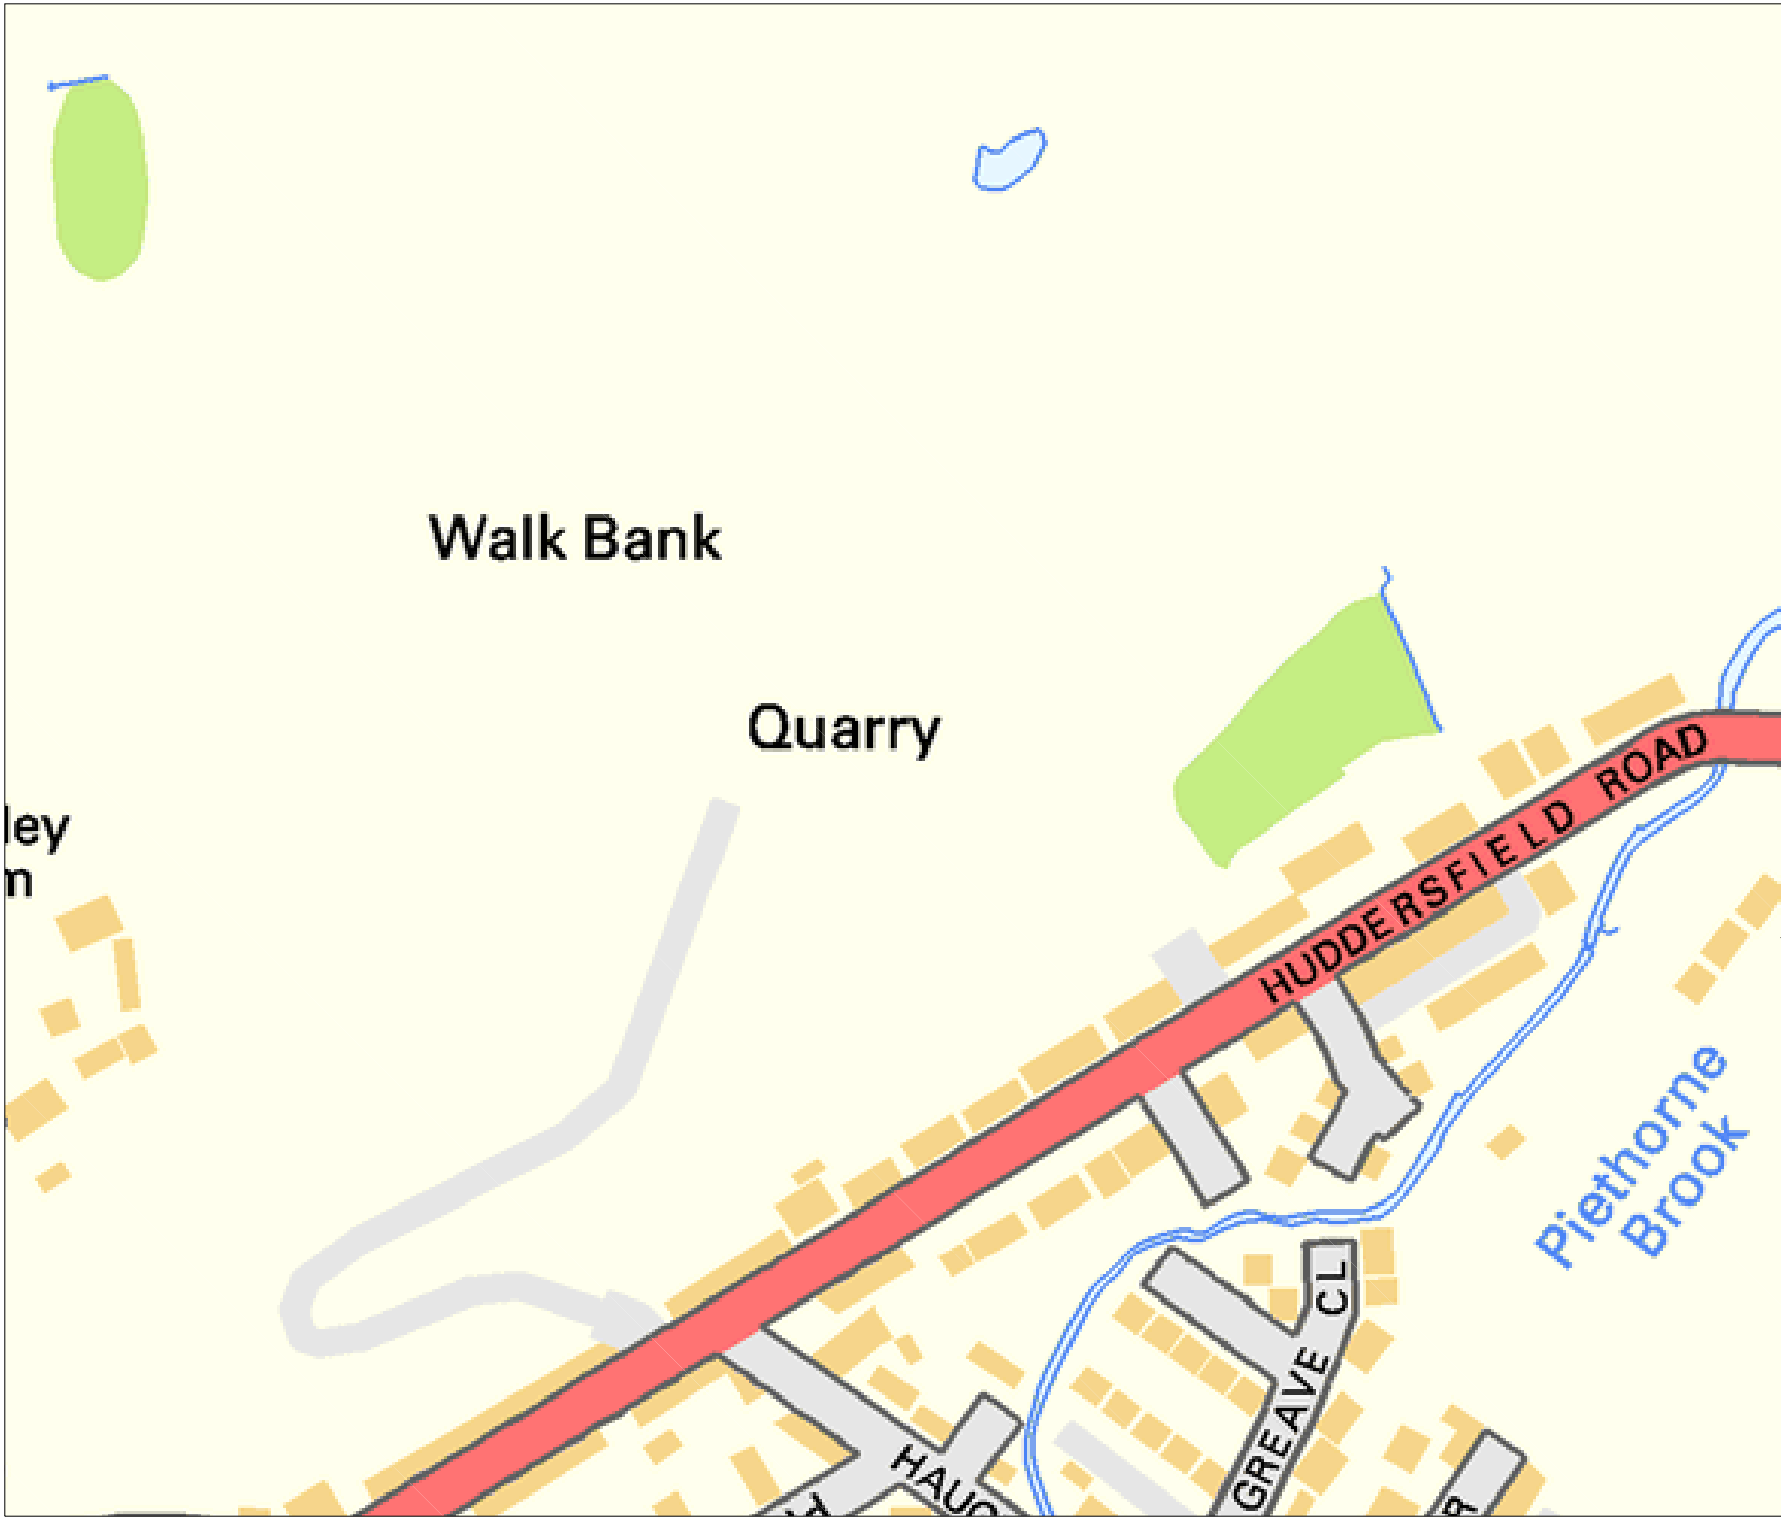 Walk Bank
Quarry
ley
m
HUDDERSFIELD ROAD
Piethorne
Brook
GREAVE CL
HAUG